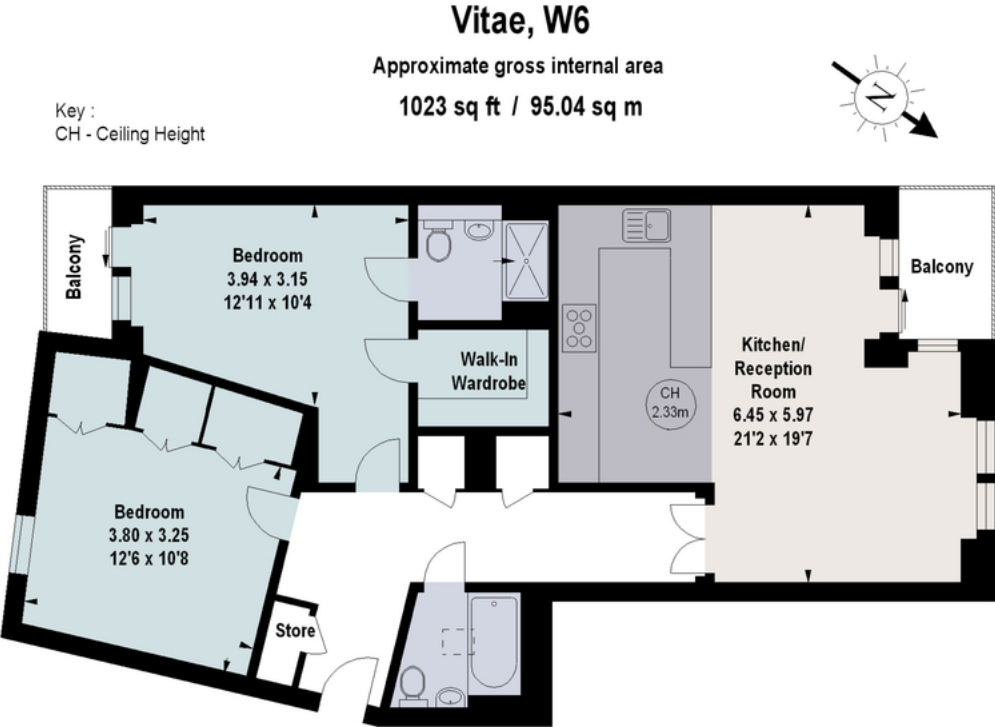 Vitae, W6
Approximate gross internal area
1023 sq ft / 95.04 sq m
Key :
CH - Ceiling Height
N
Balcony
Bedroom
3.94 x 3.15
12'11 x 10'4
Balcony
Walk-In
Wardrobe
Kitchen/
Reception
Room
6.45 x 5.97
21'2 x 19'7
CH
2.33m
Bedroom
3.80 x 3.25
12'6 x 10'8
Store